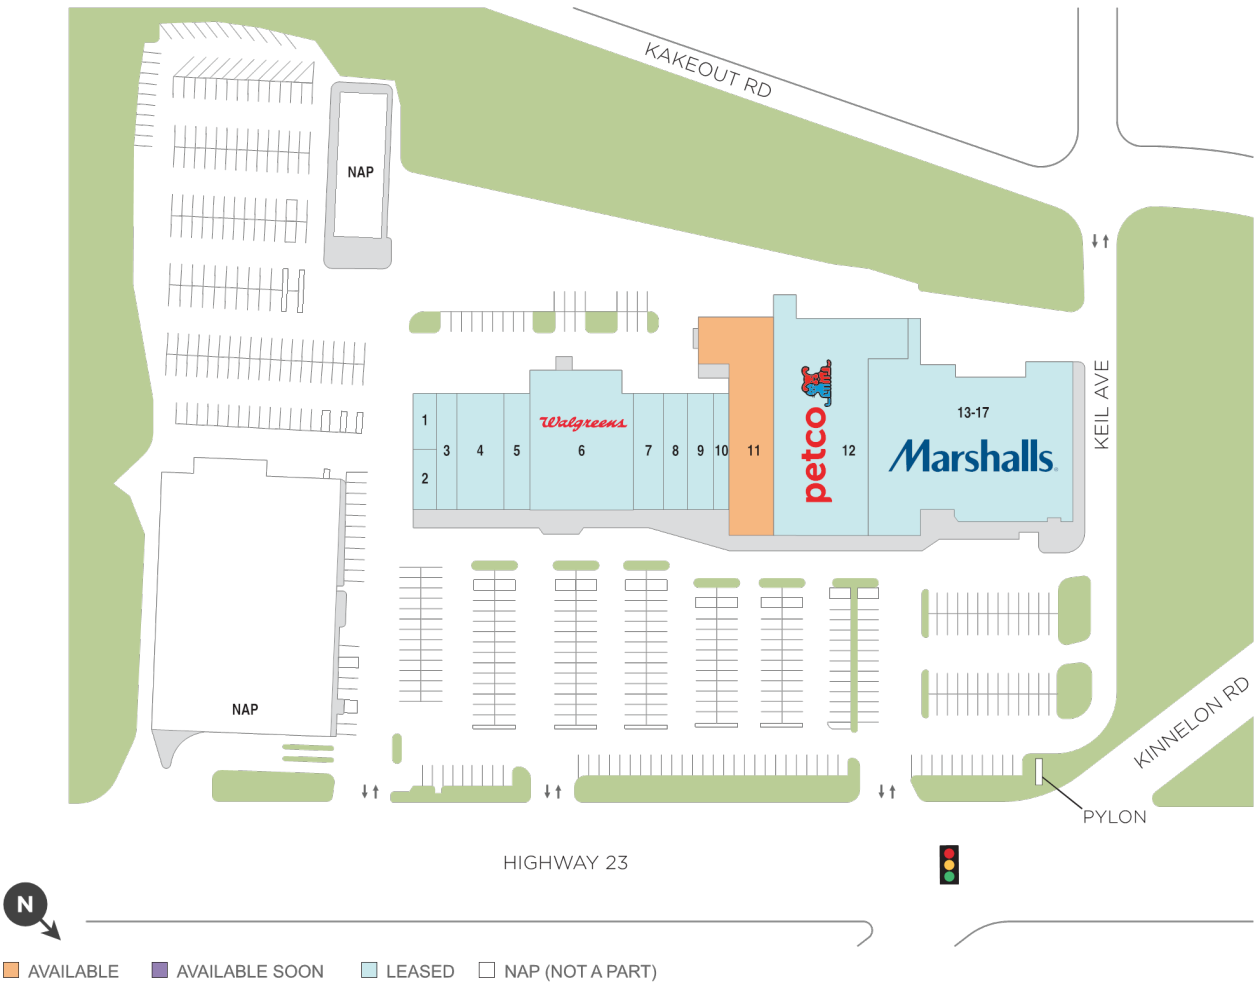 KAKEOUT RD
NAP
KEIL AVE
1
2
3
4
5
Walgreens
6
7
8
9
10
11
petco
12
13-17
Marshalls
NAP
KINNELON RD
PYLON
HIGHWAY 23
N
AVAILABLE
AVAILABLE SOON
LEASED
NAP (NOT A PART)